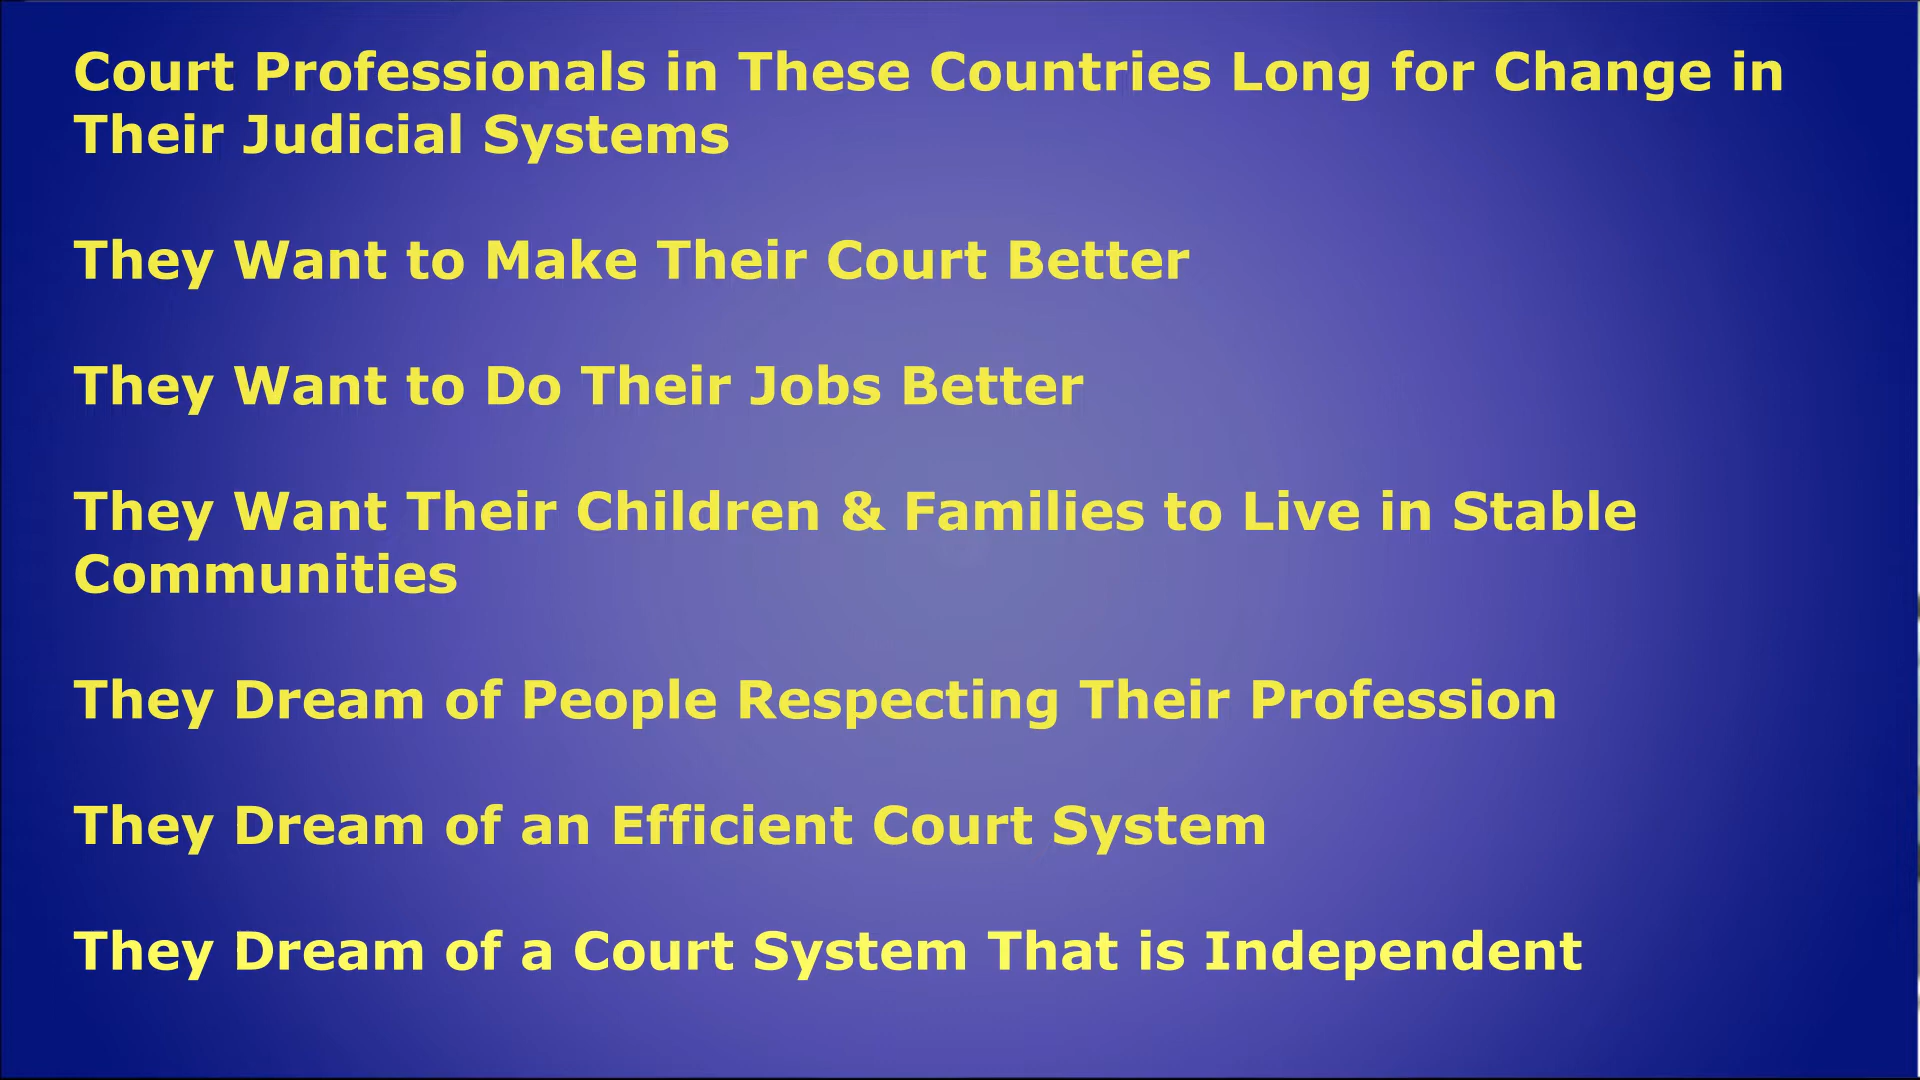 Court Professionals in These Countries Long for Change in
Their Judicial Systems
They Want to Make Their Court Better
They Want to Do Their Jobs Better
They Want Their Children & Families to Live in Stable
Communities
They Dream of People Respecting Their Profession
They Dream of an Efficient Court System
They Dream of a Court System That is Independent